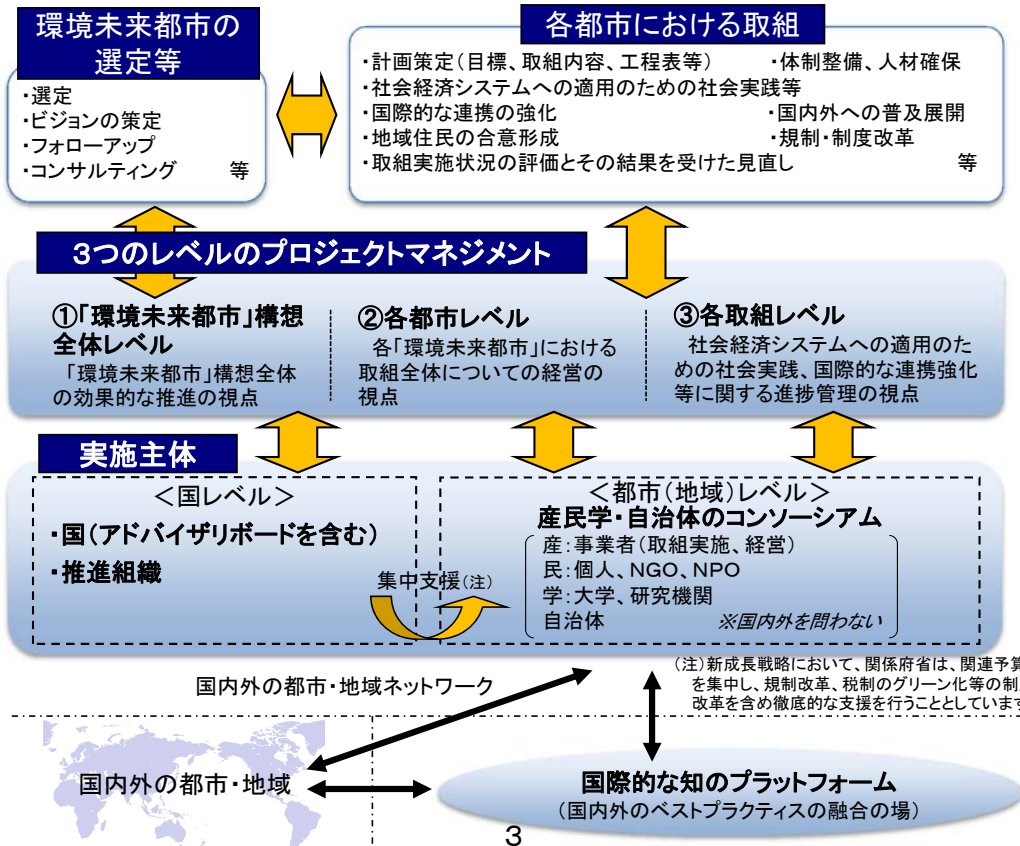 環境未来都市の
選定等
・選定
・ビジョンの策定
・フォローアップ
・コンサルティング 等
各都市における取組
・計画策定(目標、取組内容、工程表等) ・体制整備、人材確保
・社会経済システムへの適用のための社会実践等
・国際的な連携の強化 ・国内外への普及展開
・地域住民の合意形成 ・規制・制度改革
・取組実施状況の評価とその結果を受けた見直し 等
3つのレベルのプロジェクトマネジメント
①「環境未来都市」構想
全体レベル
「環境未来都市」構想全体
の効果的な推進の視点
②各都市レベル
各「環境未来都市」における
取組全体についての経営の
視点
③各取組レベル
社会経済システムへの適用のた
めの社会実践、国際的な連携強化
等に関する進捗管理の視点
実施主体
<国レベル>
・国(アドバイザリボードを含む)
・推進組織
集中支援(注)
<都市(地域)レベル>
産民学・自治体のコンソーシアム
産:事業者(取組実施、経営)
民:個人、NGO、NPO
学:大学、研究機関
自治体 ※国内外を問わない
(注)新成長戦略において、関係府省は、関連予算
を集中し、規制改革、税制のグリーン化等の制
改革を含め徹底的な支援を行うこととしています
国内外の都市・地域ネットワーク
国内外の都市・地域
国際的な知のプラットフォーム
(国内外のベストプラクティスの融合の場)
3